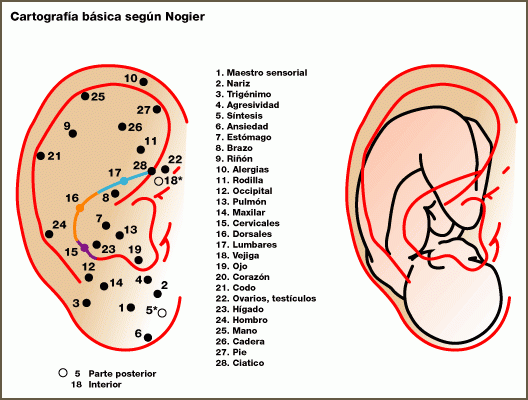 Cartografía básica según Nogier
1. Maestro sensorial
2. Nariz
3. Trigénimo
4. Agresividad
5. Síntesis
6. Ansiedad
7. Estómago
8. Brazo
9. Riñón
10. Alergias
11. Rodilla
12. Occipital
13. Pulmón
14. Maxilar
15. Cervicales
16. Dorsales
17. Lumbares
18. Vejiga
19. Ojo
20. Corazón
21. Codo
22. Ovarios, testículos
23. Hígado
24. Hombro
25. Mano
26. Cadera
27. Pie
28. Ciatico
10
25
27
26
9
11
21
28
22
17
18*
8
16
7
24
13
15
23
19
12
4
14
2
3
1
5*
6
5 Parte posterior
18 Interior